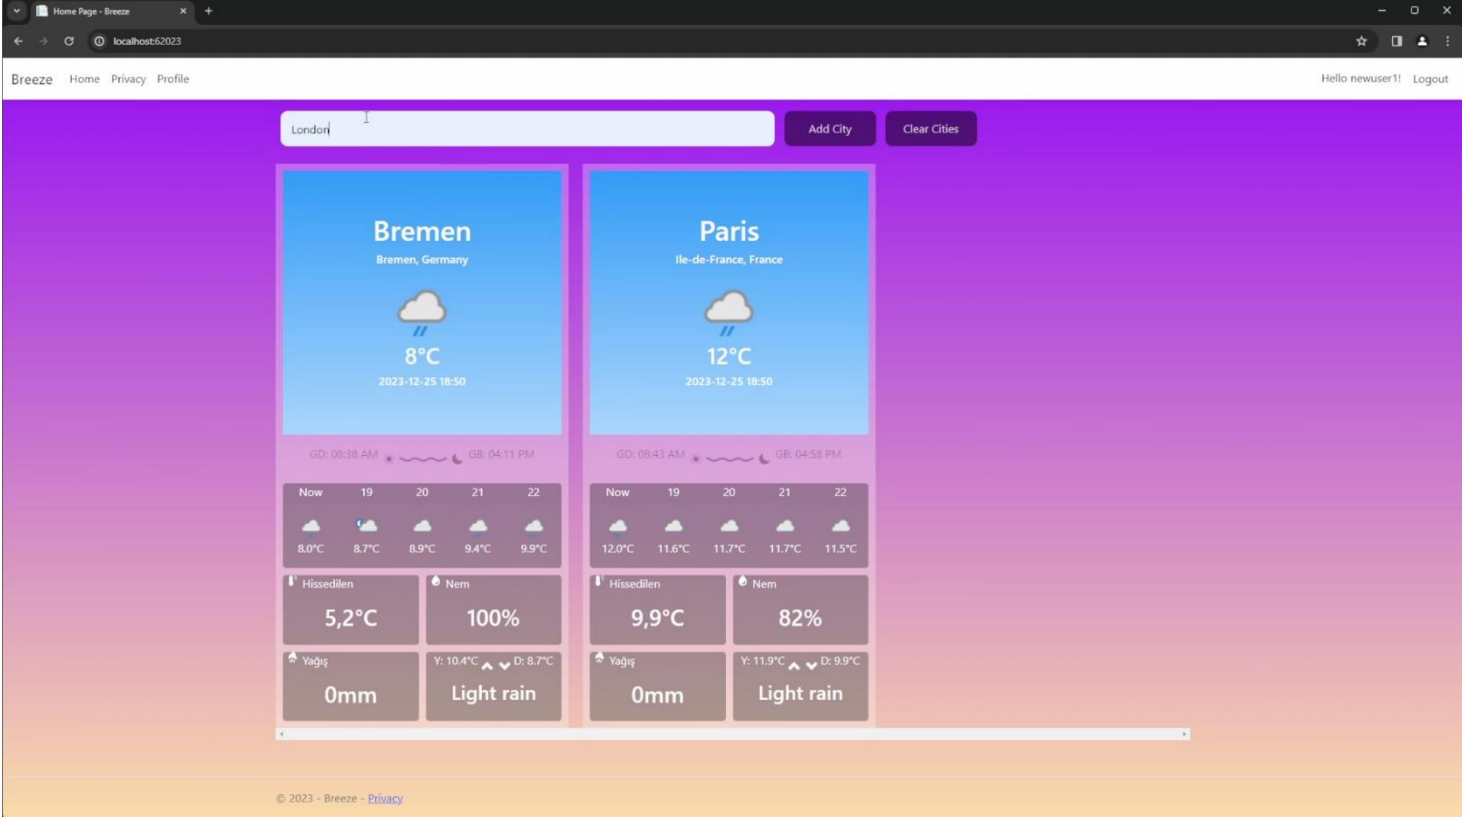 Home Page - Breeze
localhost:62023
Breeze Home Privacy Profile Hello newuser1! Logout
London Add City Clear Cities
Bremen
Bremen, Germany
8°C
2023-12-25 18:50
GD: 08:38 AM GB: 04:11 PM
Now 19 20 21 22
8.0°C 8.7°C 8.9°C 9.4°C 9.9°C
Hissedilen Nem
5,2°C 100%
Yağış Y: 10.4°C D: 8.7°C
0mm Light rain
Paris
Ile-de-France, France
12°C
2023-12-25 18:50
GD: 08:43 AM GB: 04:58 PM
Now 19 20 21 22
12.0°C 11.6°C 11.7°C 11.7°C 11.5°C
Hissedilen Nem
9,9°C 82%
Yağış Y: 11.9°C D: 9.9°C
0mm Light rain
© 2023 - Breeze - Privacy